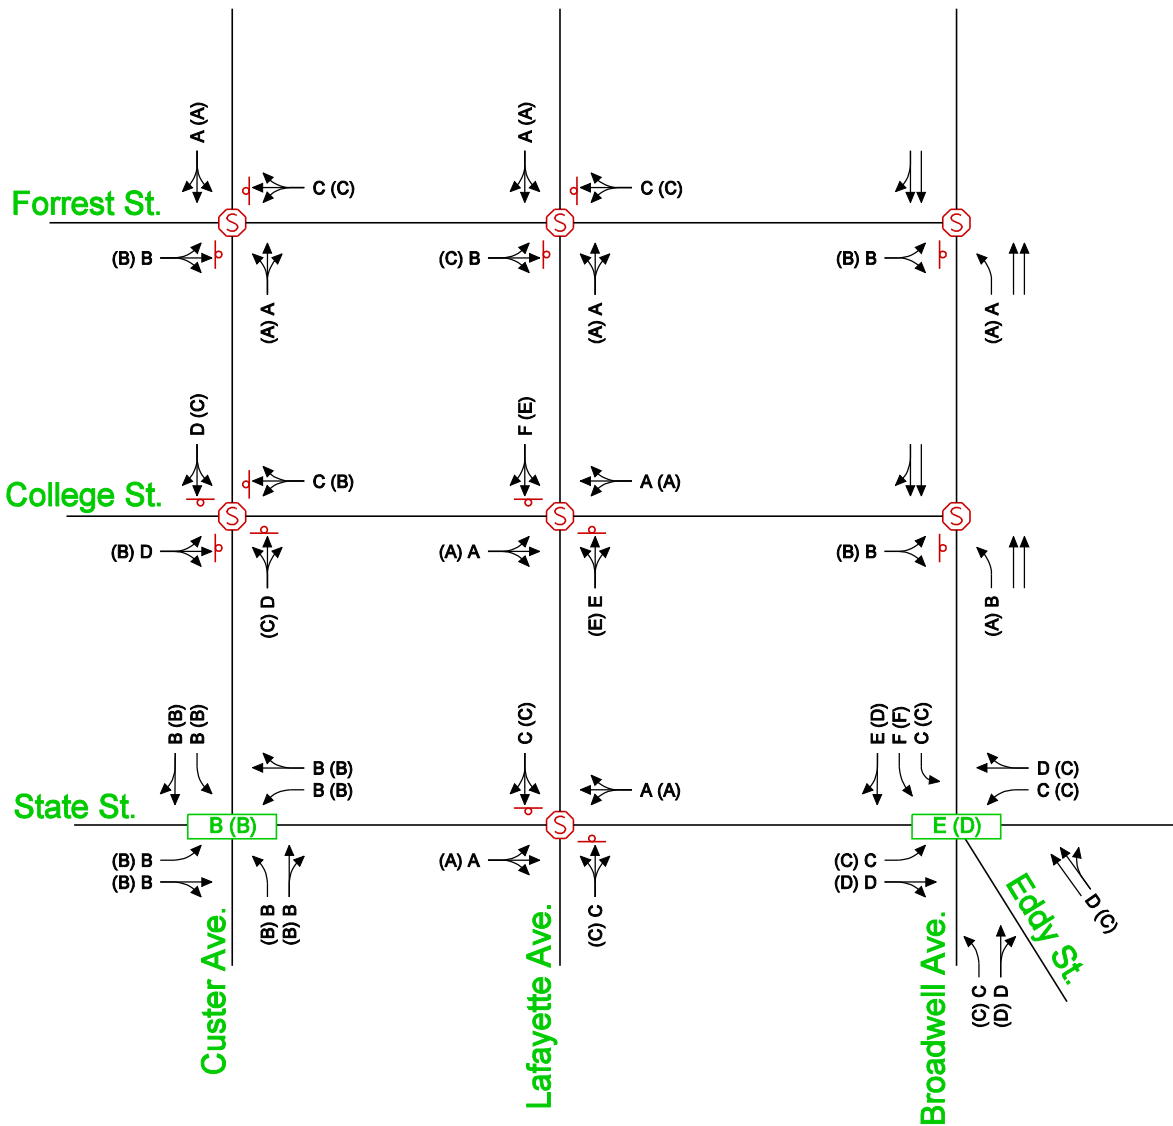 A (A)
A (A)
Forrest St.
C (C)
C (C)
S
S
S
(B) B
(C) B
(B) B
(A) A
(A) A
(A) A
D (C)
F (E)
College St.
C (B)
A (A)
S
S
S
(B) D
(A) A
(B) B
(C) D
(E) E
(A) B
B (B)
B (B)
C (C)
E (D)
F (F)
C (C)
B (B)
B (B)
A (A)
D (C)
C (C)
State St.
B (B)
S
E (D)
(B) B
(B) B
(A) A
(C) C
(D) D
(B) B
(B) B
(C) C
D (C)
(C) C
(D) D
Custer Ave.
Lafayette Ave.
Broadwell Ave.
Eddy St.